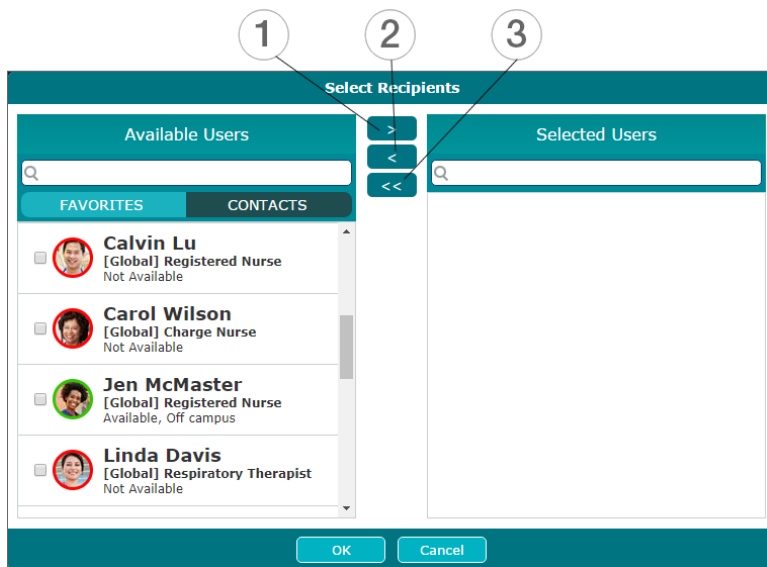 1 2 3
Select Recipients
Available Users
>
<
<<
Selected Users
FAVORITES CONTACTS
Calvin Lu
[Global] Registered Nurse
Not Available
Carol Wilson
[Global] Charge Nurse
Not Available
Jen McMaster
[Global] Registered Nurse
Available, Off campus
Linda Davis
[Global] Respiratory Therapist
Not Available
OK Cancel